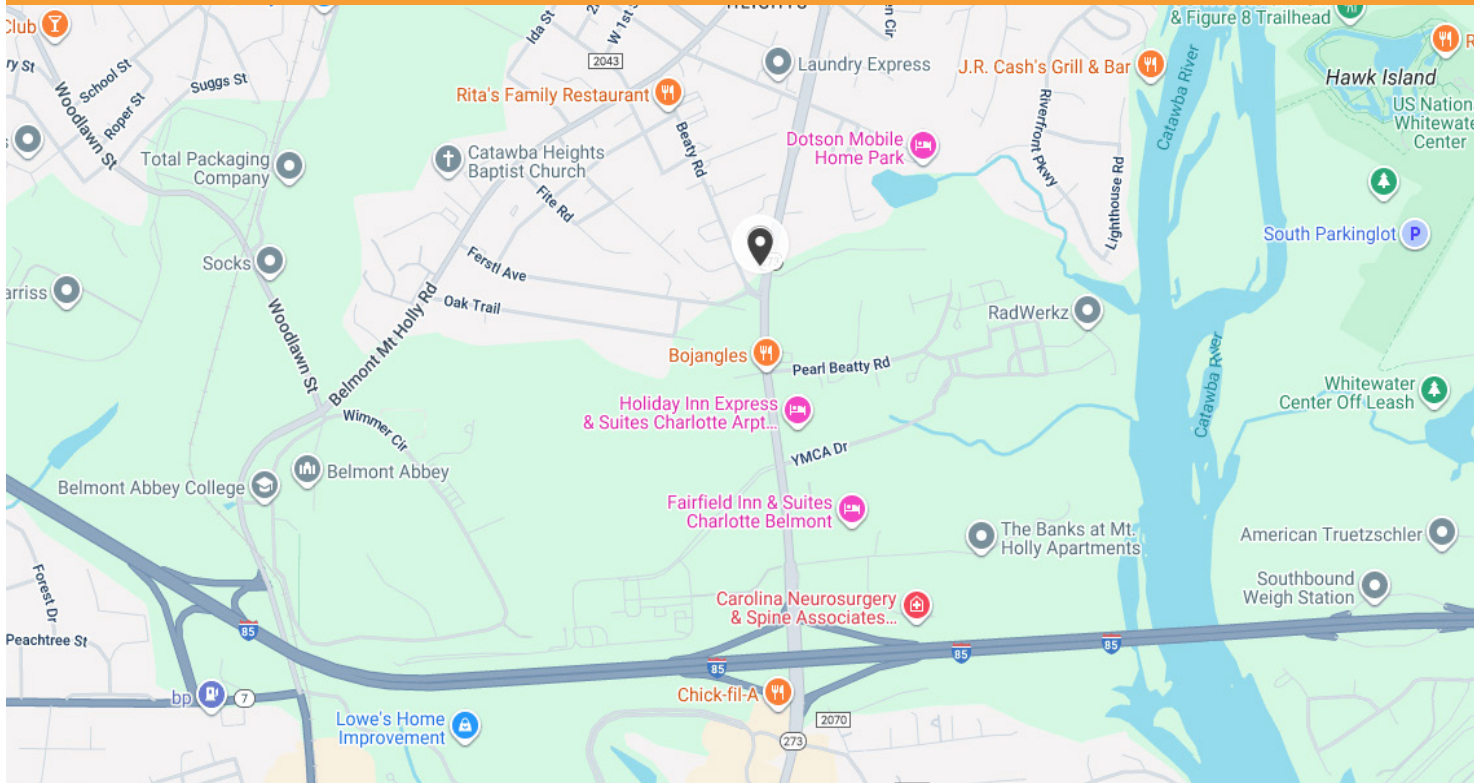 HEIGHTS
& Figure 8 Trailhead
Club
Ida St
W 1st S
en Cir
2043
Laundry Express
J.R. Cash's Grill & Bar
Catawba River
R
Hawk Island
ry St
School St
Suggs St
Roper St
Woodlawn St
Rita's Family Restaurant
Beaty Rd
Riverfront Pkwy
US Nation
Whitewate
Center
s
Total Packaging
Company
Catawba Heights
Baptist Church
Dotson Mobile
Home Park
Fite Rd
Lighthouse Rd
South Parkinglot
P
Socks
Ferstl Ave
arriss
Oak Trail
RadWerkz
Woodlawn St
Belmont Mt Holly Rd
Bojangles
Pearl Beatty Rd
Catawba River
Whitewater
Center Off Leash
Holiday Inn Express
& Suites Charlotte Arpt...
Wimmer Cir
YMCA Dr
Belmont Abbey
Belmont Abbey College
Fairfield Inn & Suites
Charlotte Belmont
The Banks at Mt.
Holly Apartments
American Truetzschler
Forest Dr
Southbound
Weigh Station
Carolina Neurosurgery
& Spine Associates...
Peachtree St
85
85
85
85
bp
7
Chick-fil-A
Lowe's Home
Improvement
2070
273